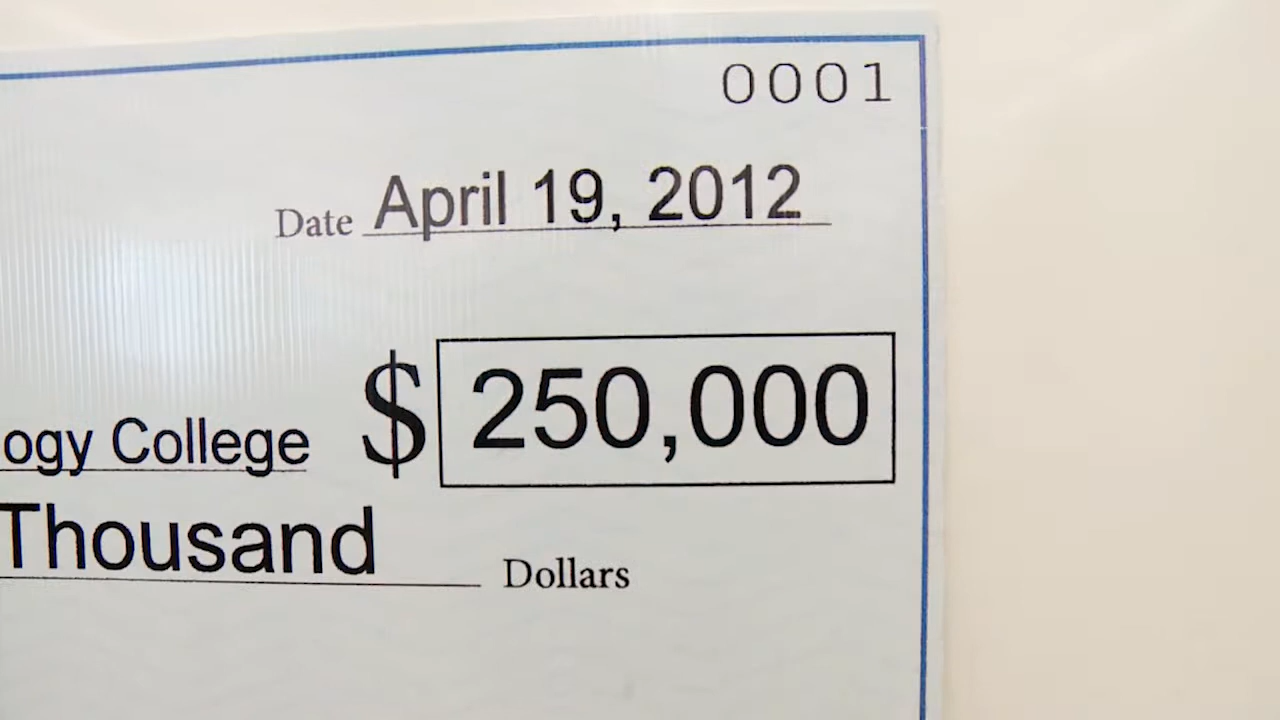 0001
Date April 19, 2012
ogy College $ 250,000
Thousand Dollars